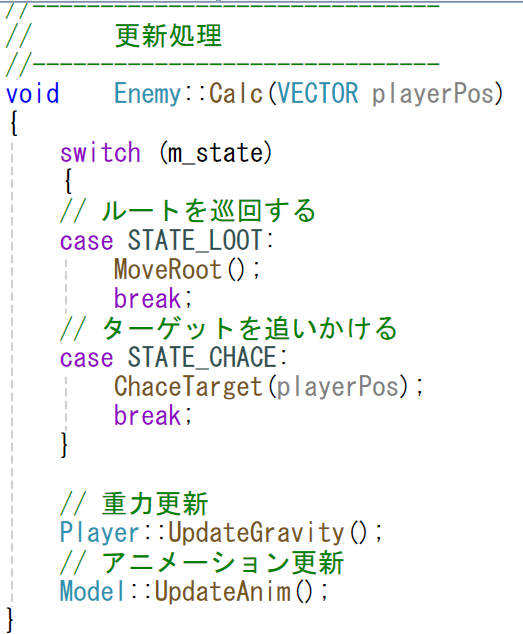 //------------------------------
//      更新処理
//------------------------------
void    Enemy::Calc(VECTOR playerPos)
{
    switch (m_state)
    {
    // ルートを巡回する
    case STATE_LOOT:
        MoveRoot();
        break;
    // ターゲットを追いかける
    case STATE_CHACE:
        ChaceTarget(playerPos);
        break;
    }

    // 重力更新
    Player::UpdateGravity();
    // アニメーション更新
    Model::UpdateAnim();
}